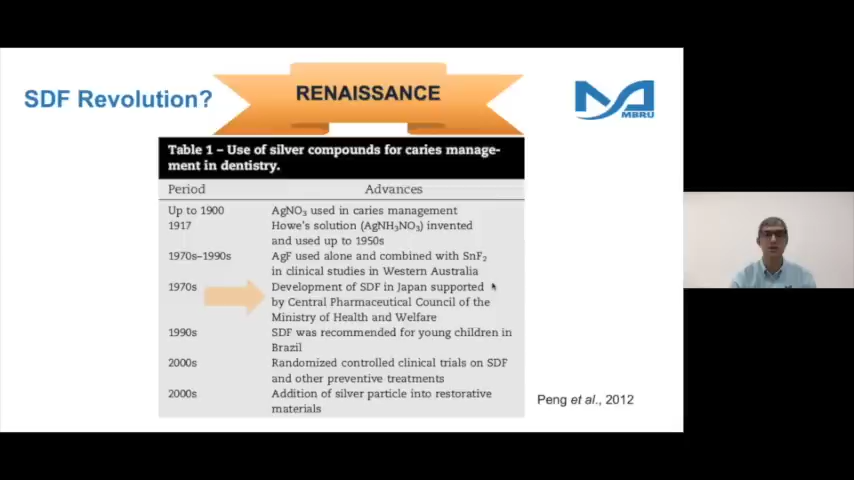 SDF Revolution?
RENAISSANCE
MBRU
Table 1 – Use of silver compounds for caries manage-
ment in dentistry.
Period Advances
Up to 1900 AgNO3 used in caries management
1917 Howe's solution (AgNH3NO3) invented
and used up to 1950s
1970s–1990s AgF used alone and combined with SnF2
in clinical studies in Western Australia
1970s Development of SDF in Japan supported
by Central Pharmaceutical Council of the
Ministry of Health and Welfare
1990s SDF was recommended for young children in
Brazil
2000s Randomized controlled clinical trials on SDF
and other preventive treatments
2000s Addition of silver particle into restorative
materials
Peng et al., 2012